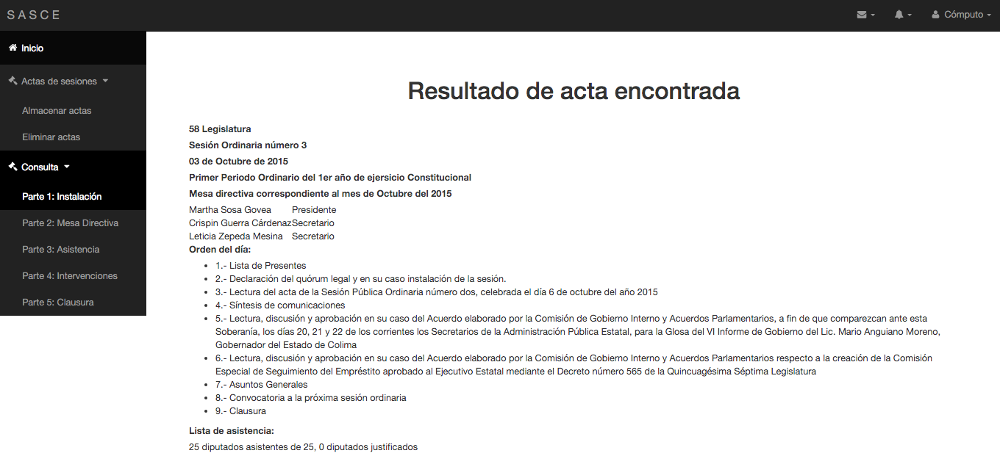 S A S C E
Cómputo
Inicio
Actas de sesiones
Almacenar actas
Eliminar actas
Consulta
Parte 1: Instalación
Parte 2: Mesa Directiva
Parte 3: Asistencia
Parte 4: Intervenciones
Parte 5: Clausura
Resultado de acta encontrada
58 Legislatura
Sesión Ordinaria número 3
03 de Octubre de 2015
Primer Periodo Ordinario del 1er año de ejersicio Constitucional
Mesa directiva correspondiente al mes de Octubre del 2015
Martha Sosa Govea Presidente
Crispin Guerra Cárdenaz Secretario
Leticia Zepeda Mesina Secretario
Orden del día:
• 1.- Lista de Presentes
• 2.- Declaración del quórum legal y en su caso instalación de la sesión.
• 3.- Lectura del acta de la Sesión Pública Ordinaria número dos, celebrada el día 6 de octubre del año 2015
• 4.- Síntesis de comunicaciones
• 5.- Lectura, discusión y aprobación en su caso del Acuerdo elaborado por la Comisión de Gobierno Interno y Acuerdos Parlamentarios, a fin de que comparezcan ante esta
Soberanía, los días 20, 21 y 22 de los corrientes los Secretarios de la Administración Pública Estatal, para la Glosa del VI Informe de Gobierno del Lic. Mario Anguiano Moreno,
Gobernador del Estado de Colima
• 6.- Lectura, discusión y aprobación en su caso del Acuerdo elaborado por la Comisión de Gobierno Interno y Acuerdos Parlamentarios respecto a la creación de la Comisión
Especial de Seguimiento del Empréstito aprobado al Ejecutivo Estatal mediante el Decreto número 565 de la Quincuagésima Séptima Legislatura
• 7.- Asuntos Generales
• 8.- Convocatoria a la próxima sesión ordinaria
• 9.- Clausura
Lista de asistencia:
25 diputados asistentes de 25, 0 diputados justificados